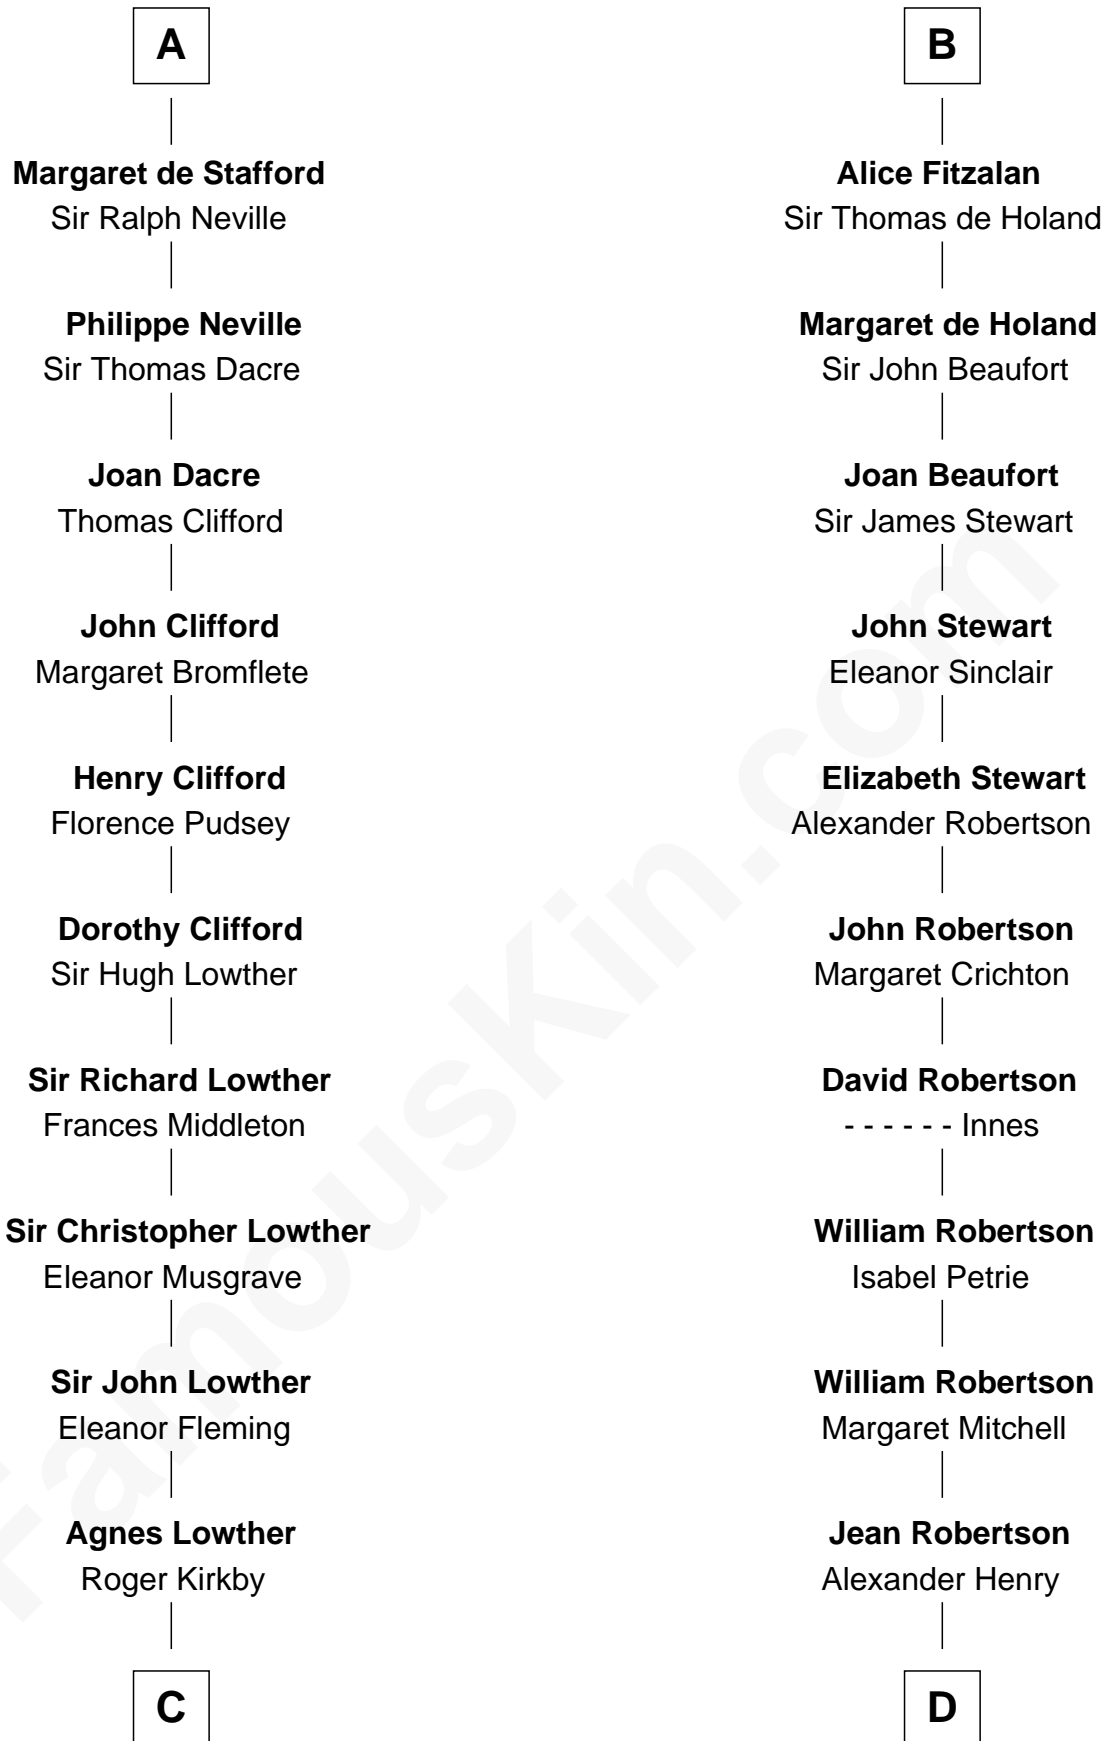 A
Margaret de Stafford
Sir Ralph Neville
Philippe Neville
Sir Thomas Dacre
Joan Dacre
Thomas Clifford
John Clifford
Margaret Bromflete
Henry Clifford
Florence Pudsey
Dorothy Clifford
Sir Hugh Lowther
Sir Richard Lowther
Frances Middleton
Sir Christopher Lowther
Eleanor Musgrave
Sir John Lowther
Eleanor Fleming
Agnes Lowther
Roger Kirkby
C
B
Alice Fitzalan
Sir Thomas de Holand
Margaret de Holand
Sir John Beaufort
Joan Beaufort
Sir James Stewart
John Stewart
Eleanor Sinclair
Elizabeth Stewart
Alexander Robertson
John Robertson
Margaret Crichton
David Robertson
- - - - - - Innes
William Robertson
Isabel Petrie
William Robertson
Margaret Mitchell
Jean Robertson
Alexander Henry
D
FamousKin.com